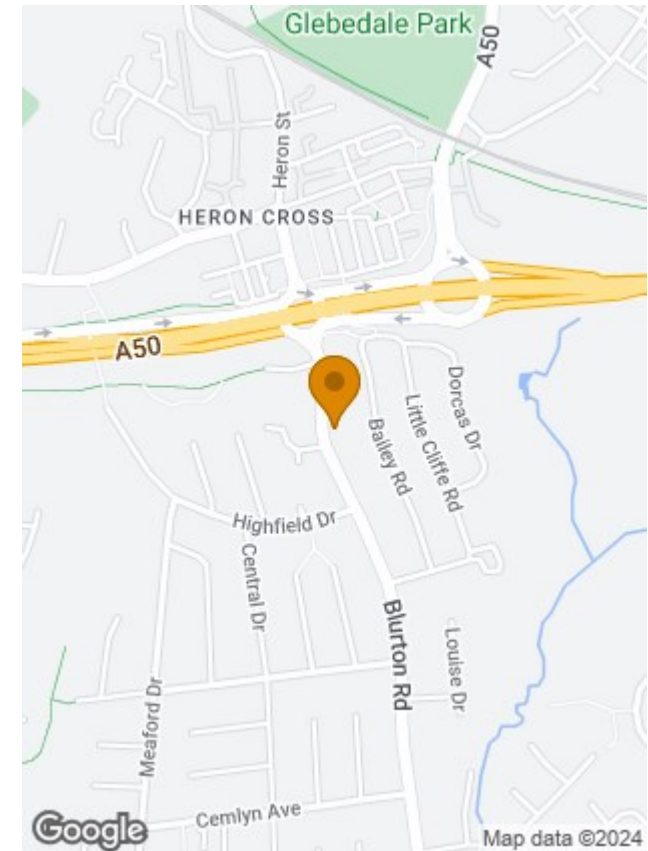 Glebedale Park
A50
Heron St
HERON CROSS
A50
Dorcas Dr
Little Cliffe Rd
Bailey Rd
Highfield Dr
Central Dr
Blurton Rd
Louise Dr
Meaford Dr
Cemlyn Ave
Google
Map data ©2024